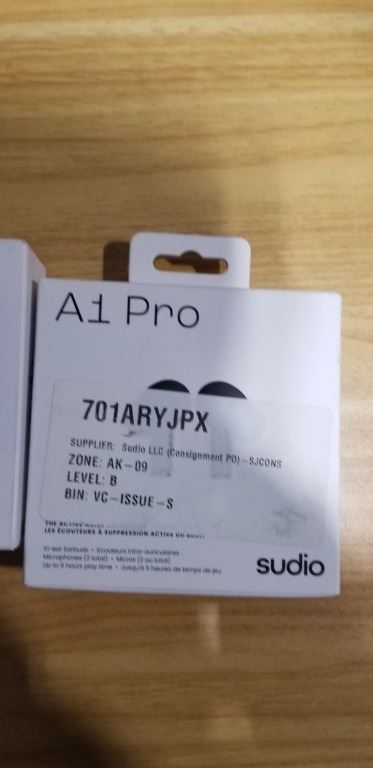 A1 Pro
701ARYJPX
SUPPLIER: Sudio LLC (Consignment PO)-SJCONS
ZONE: AK-09
LEVEL: B
BIN: VC-ISSUE-S
THE ACTIVE
LES ÉCOUTEURS À SUPPRESSION ACTIVE DU
In-ear Earbuds • Écouteurs intra-auriculaires
Microphones (2 total) • Micros (2 au total)
Up to 5 hours play time • Jusqu'à 5 heures de temps de jeu
sudio